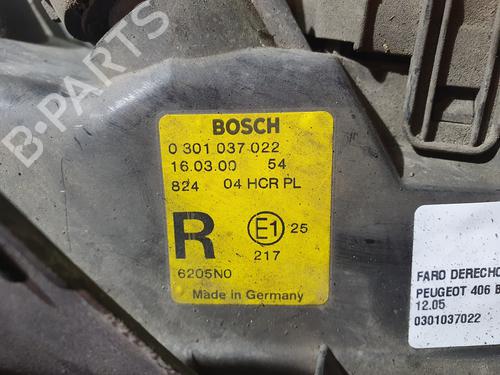 B-PARTS
BOSCH
0 301 037 022
16.03.00 54
824 04 HCR PL
R E1 25
217
6205N0
Made in Germany
FARO DERECHO
PEUGEOT 406 B
12.05
0301037022